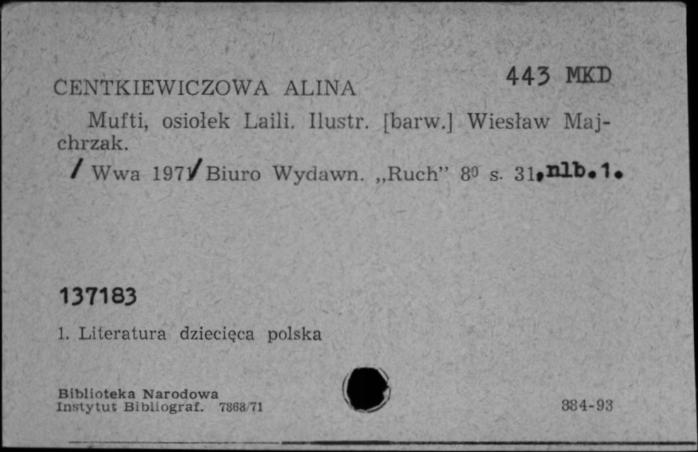 443 MKD
CENTKIEWICZOWA ALINA
Mufti, osiołek Laili. Ilustr. [barw.] Wiesław Maj-
chrzak.
/ Wwa 1971/ Biuro Wydawn. „Ruch” 8⁰ s. 31, nlb. 1.
137183
1. Literatura dziecięca polska
Biblioteka Narodowa
Instytut Bibliograf. 7868/71
884-93